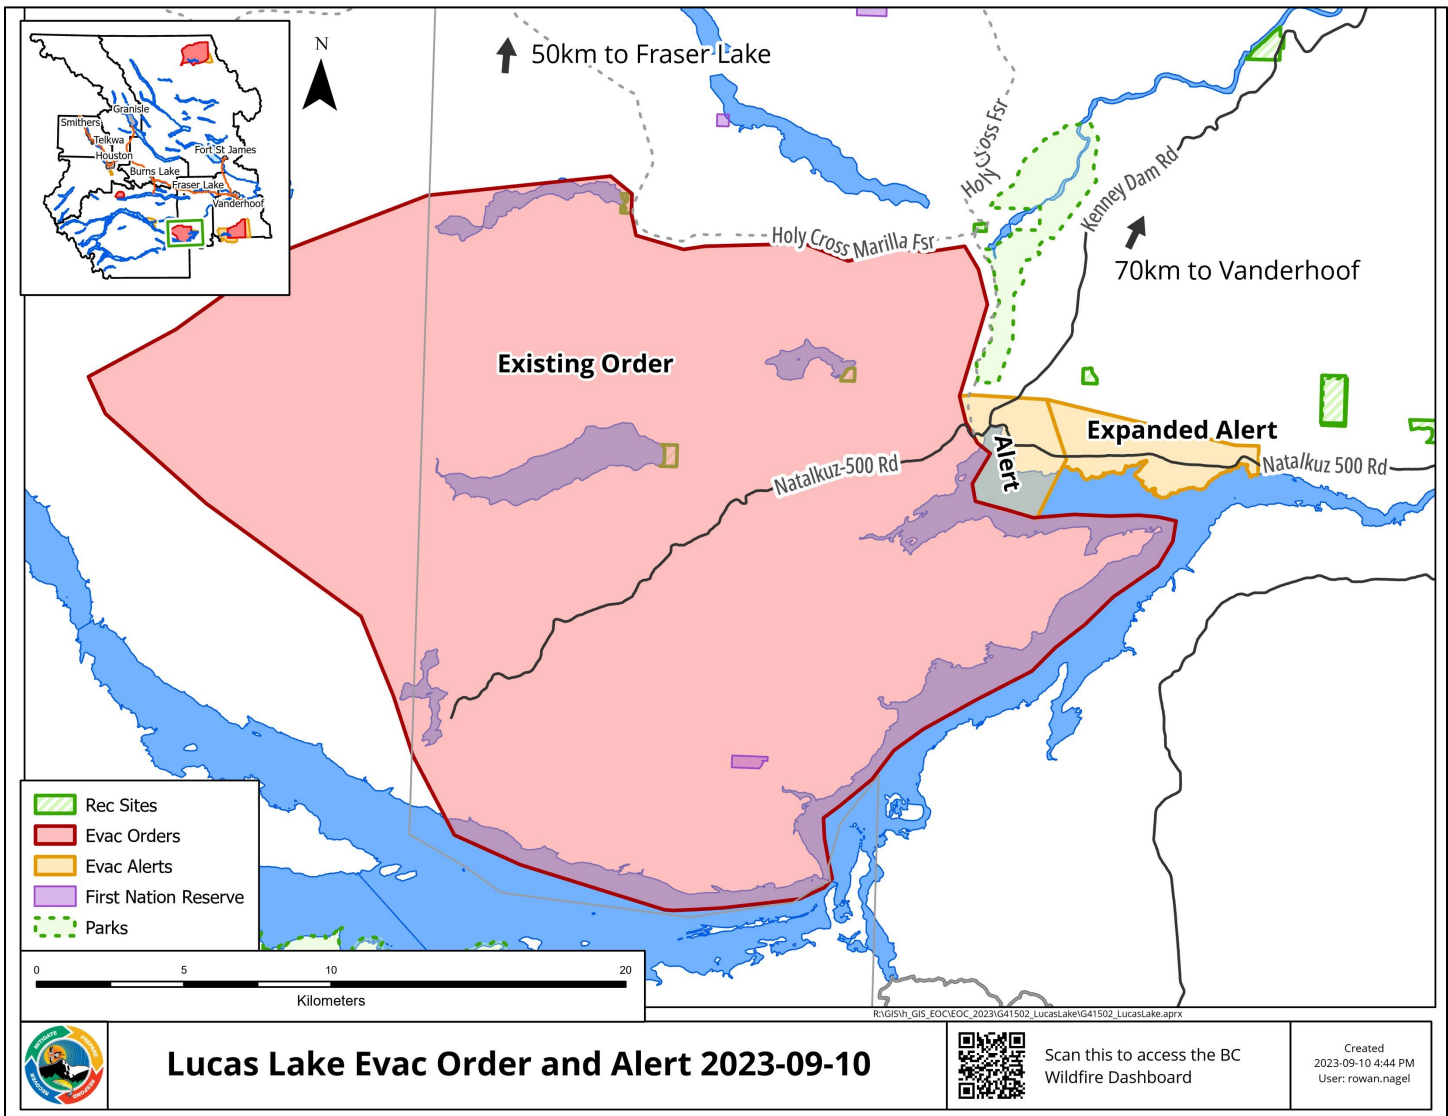 N
50km to Fraser Lake
Granisle
Smithers
Telkwa
Houston
Fort St James
Burns Lake
Fraser Lake
Vanderhoof
Holy Cross Fsr
Kenney Dam Rd
70km to Vanderhoof
Holy Cross Marilla Fsr
Existing Order
Expanded Alert
Alert
Natalkuz-500 Rd
Natalkuz 500 Rd
Rec Sites
Evac Orders
Evac Alerts
First Nation Reserve
Parks
0 5 10 20
Kilometers
R:\GIS\h_GIS_EOC\EOC_2023\G41502_LucasLake\G41502_LucasLake.aprx
MITIGATE
PREPARE
RESPOND
RECOVER
Lucas Lake Evac Order and Alert 2023-09-10
Scan this to access the BC
Wildfire Dashboard
Created
2023-09-10 4:44 PM
User: rowan.nagel